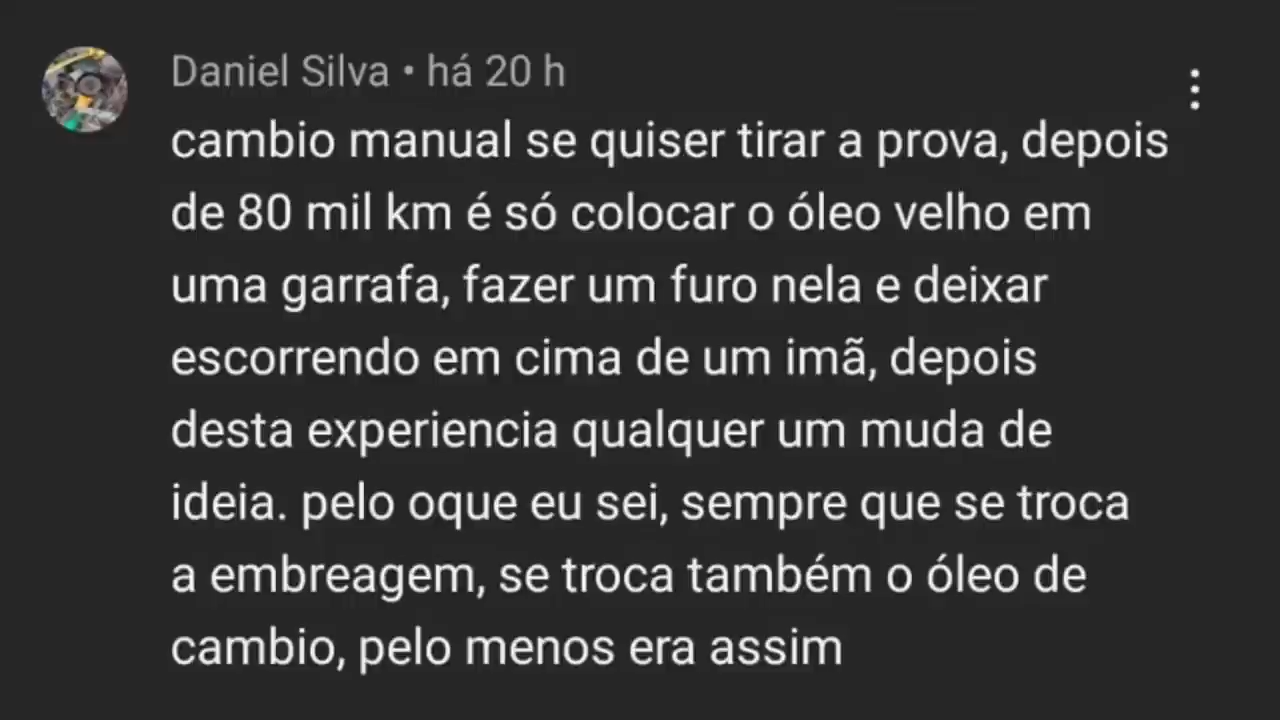 Daniel Silva • há 20 h
cambio manual se quiser tirar a prova, depois
de 80 mil km é só colocar o óleo velho em
uma garrafa, fazer um furo nela e deixar
escorrendo em cima de um imã, depois
desta experiencia qualquer um muda de
ideia. pelo oque eu sei, sempre que se troca
a embreagem, se troca também o óleo de
cambio, pelo menos era assim